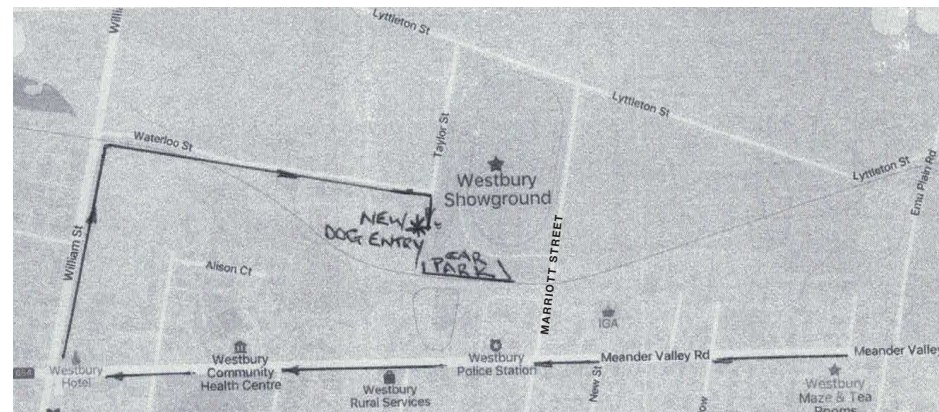 Willi
Lyttleton St
Lyttleton St
Waterloo St
Taylor St
Lyttleton St
Emu Plain Rd
Westbury
Showground
NEW
DOG ENTRY
CAR
PARK
William St
MARRIOTT STREET
Alison Ct
IGA
Westbury
Hotel
Westbury
Community
Health Centre
Westbury
Rural Services
Westbury
Police Station
New St
Meander Valley Rd
Meander Valley
Westbury
Maze & Tea
Rooms
ow